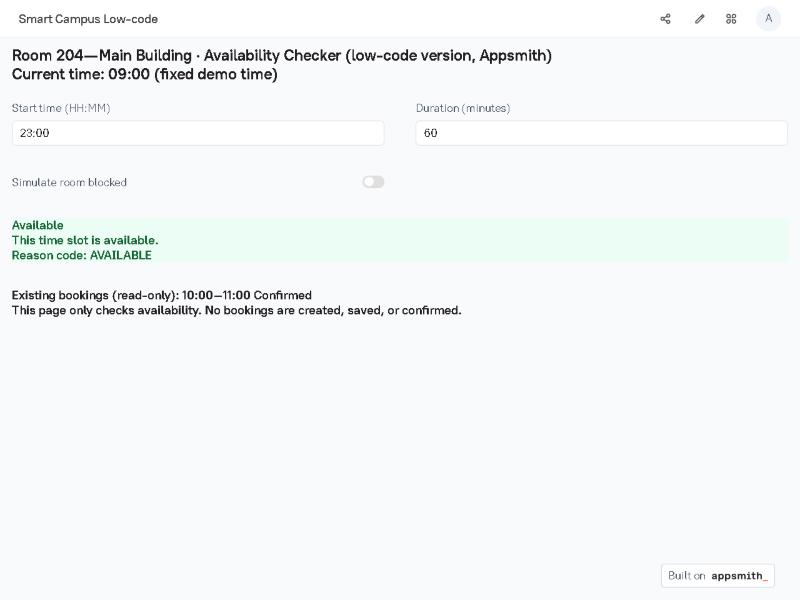 Smart Campus Low-code
A
Room 204—Main Building · Availability Checker (low-code version, Appsmith)
Current time: 09:00 (fixed demo time)
Start time (HH:MM)
Duration (minutes)
23:00
60
Simulate room blocked
Available
This time slot is available.
Reason code: AVAILABLE
Existing bookings (read-only): 10:00—11:00 Confirmed
This page only checks availability. No bookings are created, saved, or confirmed.
Built on appsmith_